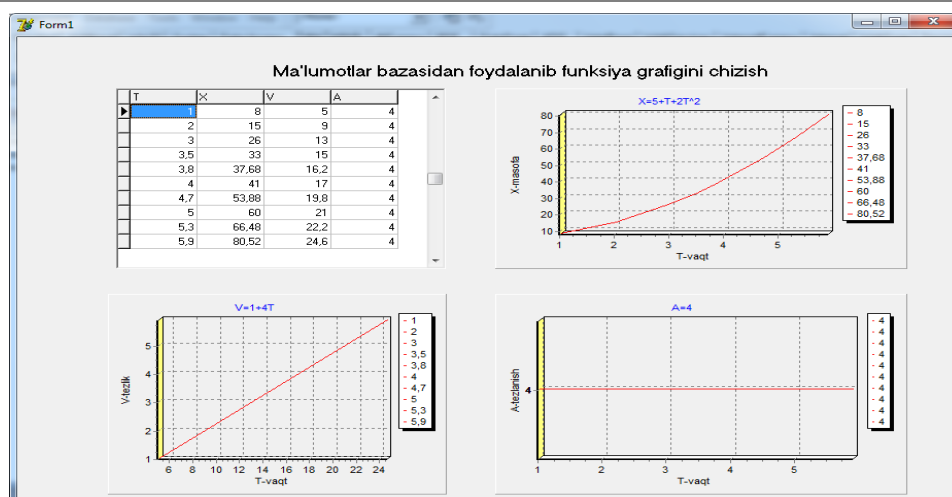 Form1
Ma'lumotlar bazasidan foydalanib funksiya grafigini chizish
T X V A
1 8 5 4
2 15 9 4
3 26 13 4
3,5 33 15 4
3,8 37,68 16,2 4
4 41 17 4
4,7 53,88 19,8 4
5 60 21 4
5,3 66,48 22,2 4
5,9 80,52 24,6 4
X=5+T+2T^2
X-masofa
80
70
60
50
40
30
20
10
1 2 3 4 5
T-vaqt
8
15
26
33
37,68
41
53,88
60
66,48
80,52
V=1+4T
V-tezlik
5
4
3
2
1
6 8 10 12 14 16 18 20 22 24
T-vaqt
1
2
3
3,5
3,8
4
4,7
5
5,3
5,9
A=4
A-tezlanish
4
1 2 3 4 5
T-vaqt
4
4
4
4
4
4
4
4
4
4